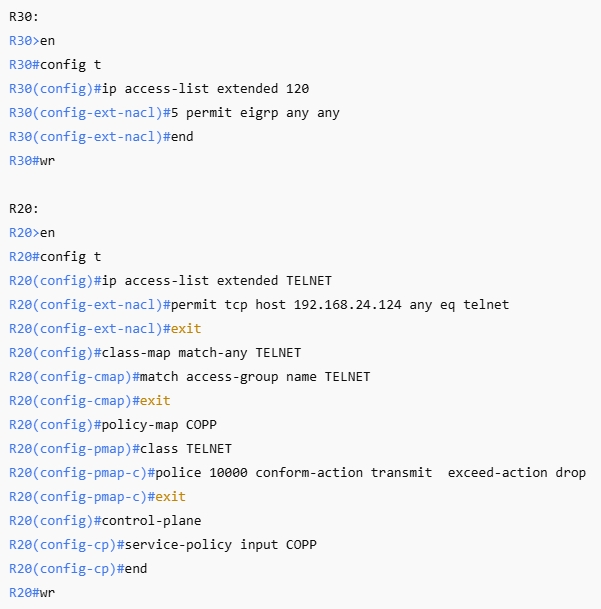 R30:
R30>en
R30#config t
R30(config)#ip access-list extended 120
R30(config-ext-nacl)#5 permit eigrp any any
R30(config-ext-nacl)#end
R30#wr
R20:
R20>en
R20#config t
R20(config)#ip access-list extended TELNET
R20(config-ext-nacl)#permit tcp host 192.168.24.124 any eq telnet
R20(config-ext-nacl)#exit
R20(config)#class-map match-any TELNET
R20(config-cmap)#match access-group name TELNET
R20(config-cmap)#exit
R20(config)#policy-map COPP
R20(config-pmap)#class TELNET
R20(config-pmap-c)#police 10000 conform-action transmit  exceed-action drop
R20(config-pmap-c)#exit
R20(config)#control-plane
R20(config-cp)#service-policy input COPP
R20(config-cp)#end
R20#wr